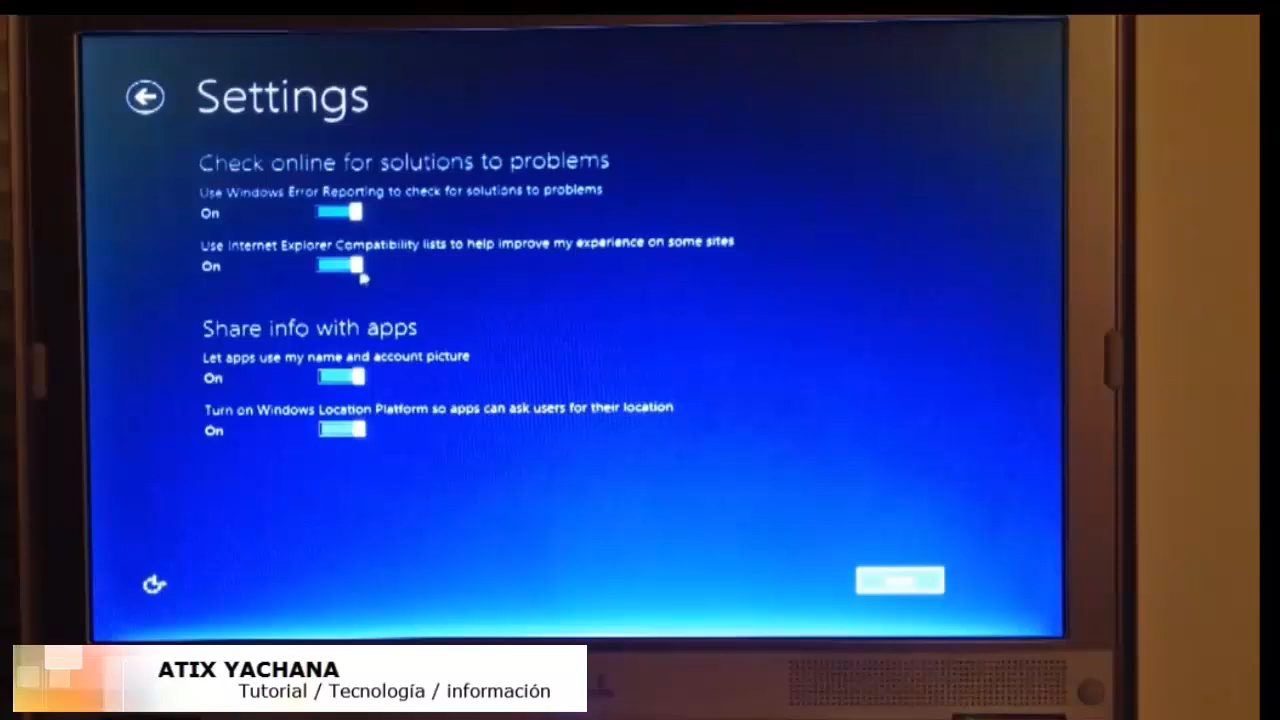 Settings
Check online for solutions to problems
Use Windows Error Reporting to check for solutions to problems
On
Use Internet Explorer Compatibility lists to help improve my experience on some sites
On
Share info with apps
Let apps use my name and account picture
On
Turn on Windows Location Platform so apps can ask users for their location
On
ATIX YACHANA
Tutorial / Tecnología / información